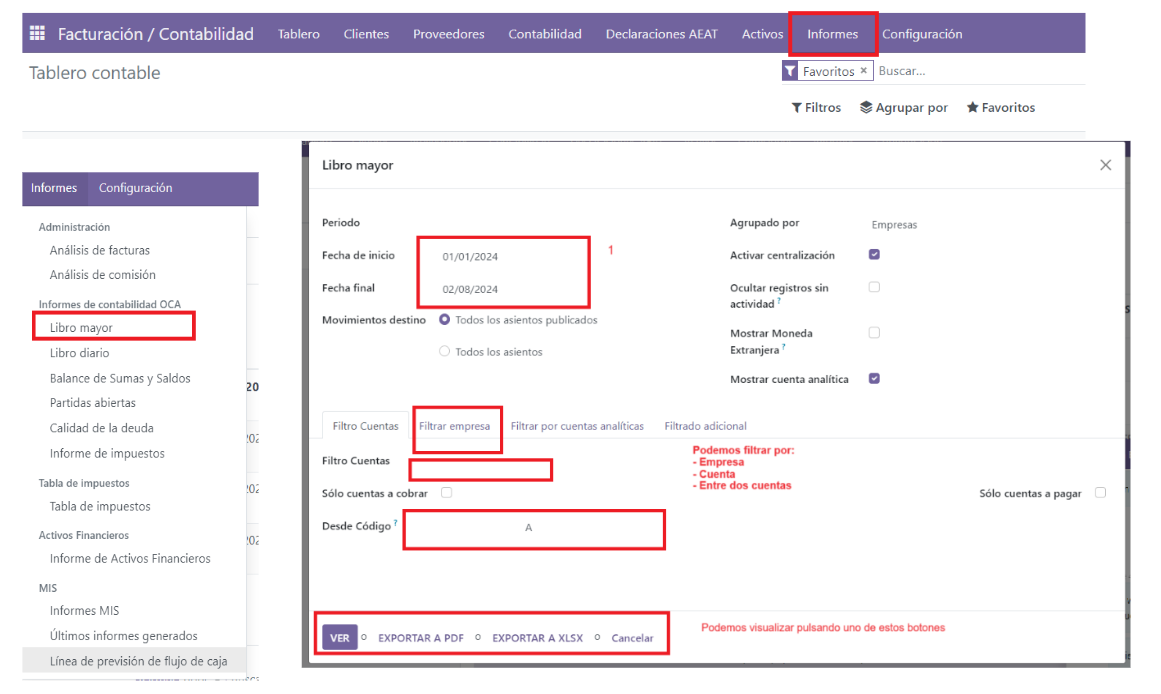 Facturación / Contabilidad Tablero Clientes Proveedores Contabilidad Declaraciones AEAT Activos Informes Configuración
Tablero contable
Favoritos × Buscar...
Filtros Agrupar por Favoritos
Informes Configuración
Administración
Análisis de facturas
Análisis de comisión
Informes de contabilidad OCA
Libro mayor
Libro diario
Balance de Sumas y Saldos
Partidas abiertas
Calidad de la deuda
Informe de impuestos
Tabla de impuestos
Tabla de impuestos
Activos Financieros
Informe de Activos Financieros
MIS
Informes MIS
Últimos informes generados
Línea de previsión de flujo de caja
Libro mayor
Periodo
Fecha de inicio 01/01/2024 1
Fecha final 02/08/2024
Movimientos destino Todos los asientos publicados
Todos los asientos
Agrupado por Empresas
Activar centralización
Ocultar registros sin
actividad ?
Mostrar Moneda
Extranjera ?
Mostrar cuenta analítica
Filtro Cuentas Filtrar empresa Filtrar por cuentas analíticas Filtrado adicional
Filtro Cuentas
Sólo cuentas a cobrar
Desde Código ? A
Podemos filtrar por:
- Empresa
- Cuenta
- Entre dos cuentas
Sólo cuentas a pagar
VER o EXPORTAR A PDF o EXPORTAR A XLSX o Cancelar
Podemos visualizar pulsando uno de estos botones